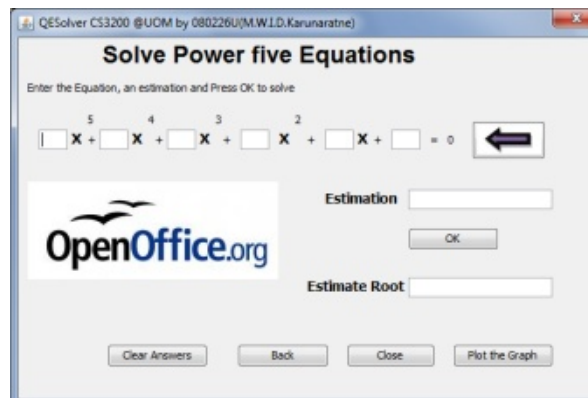 QESolver CS3200 @UOM by 080226U(M.W.I.D.Karunaratne)
Solve Power five Equations
Enter the Equation, an estimation and Press OK to solve
5 4 3 2
X + X + X + X + X + = 0
Estimation
OpenOffice.org
OK
Estimate Root
Clear Answers Back Close Plot the Graph